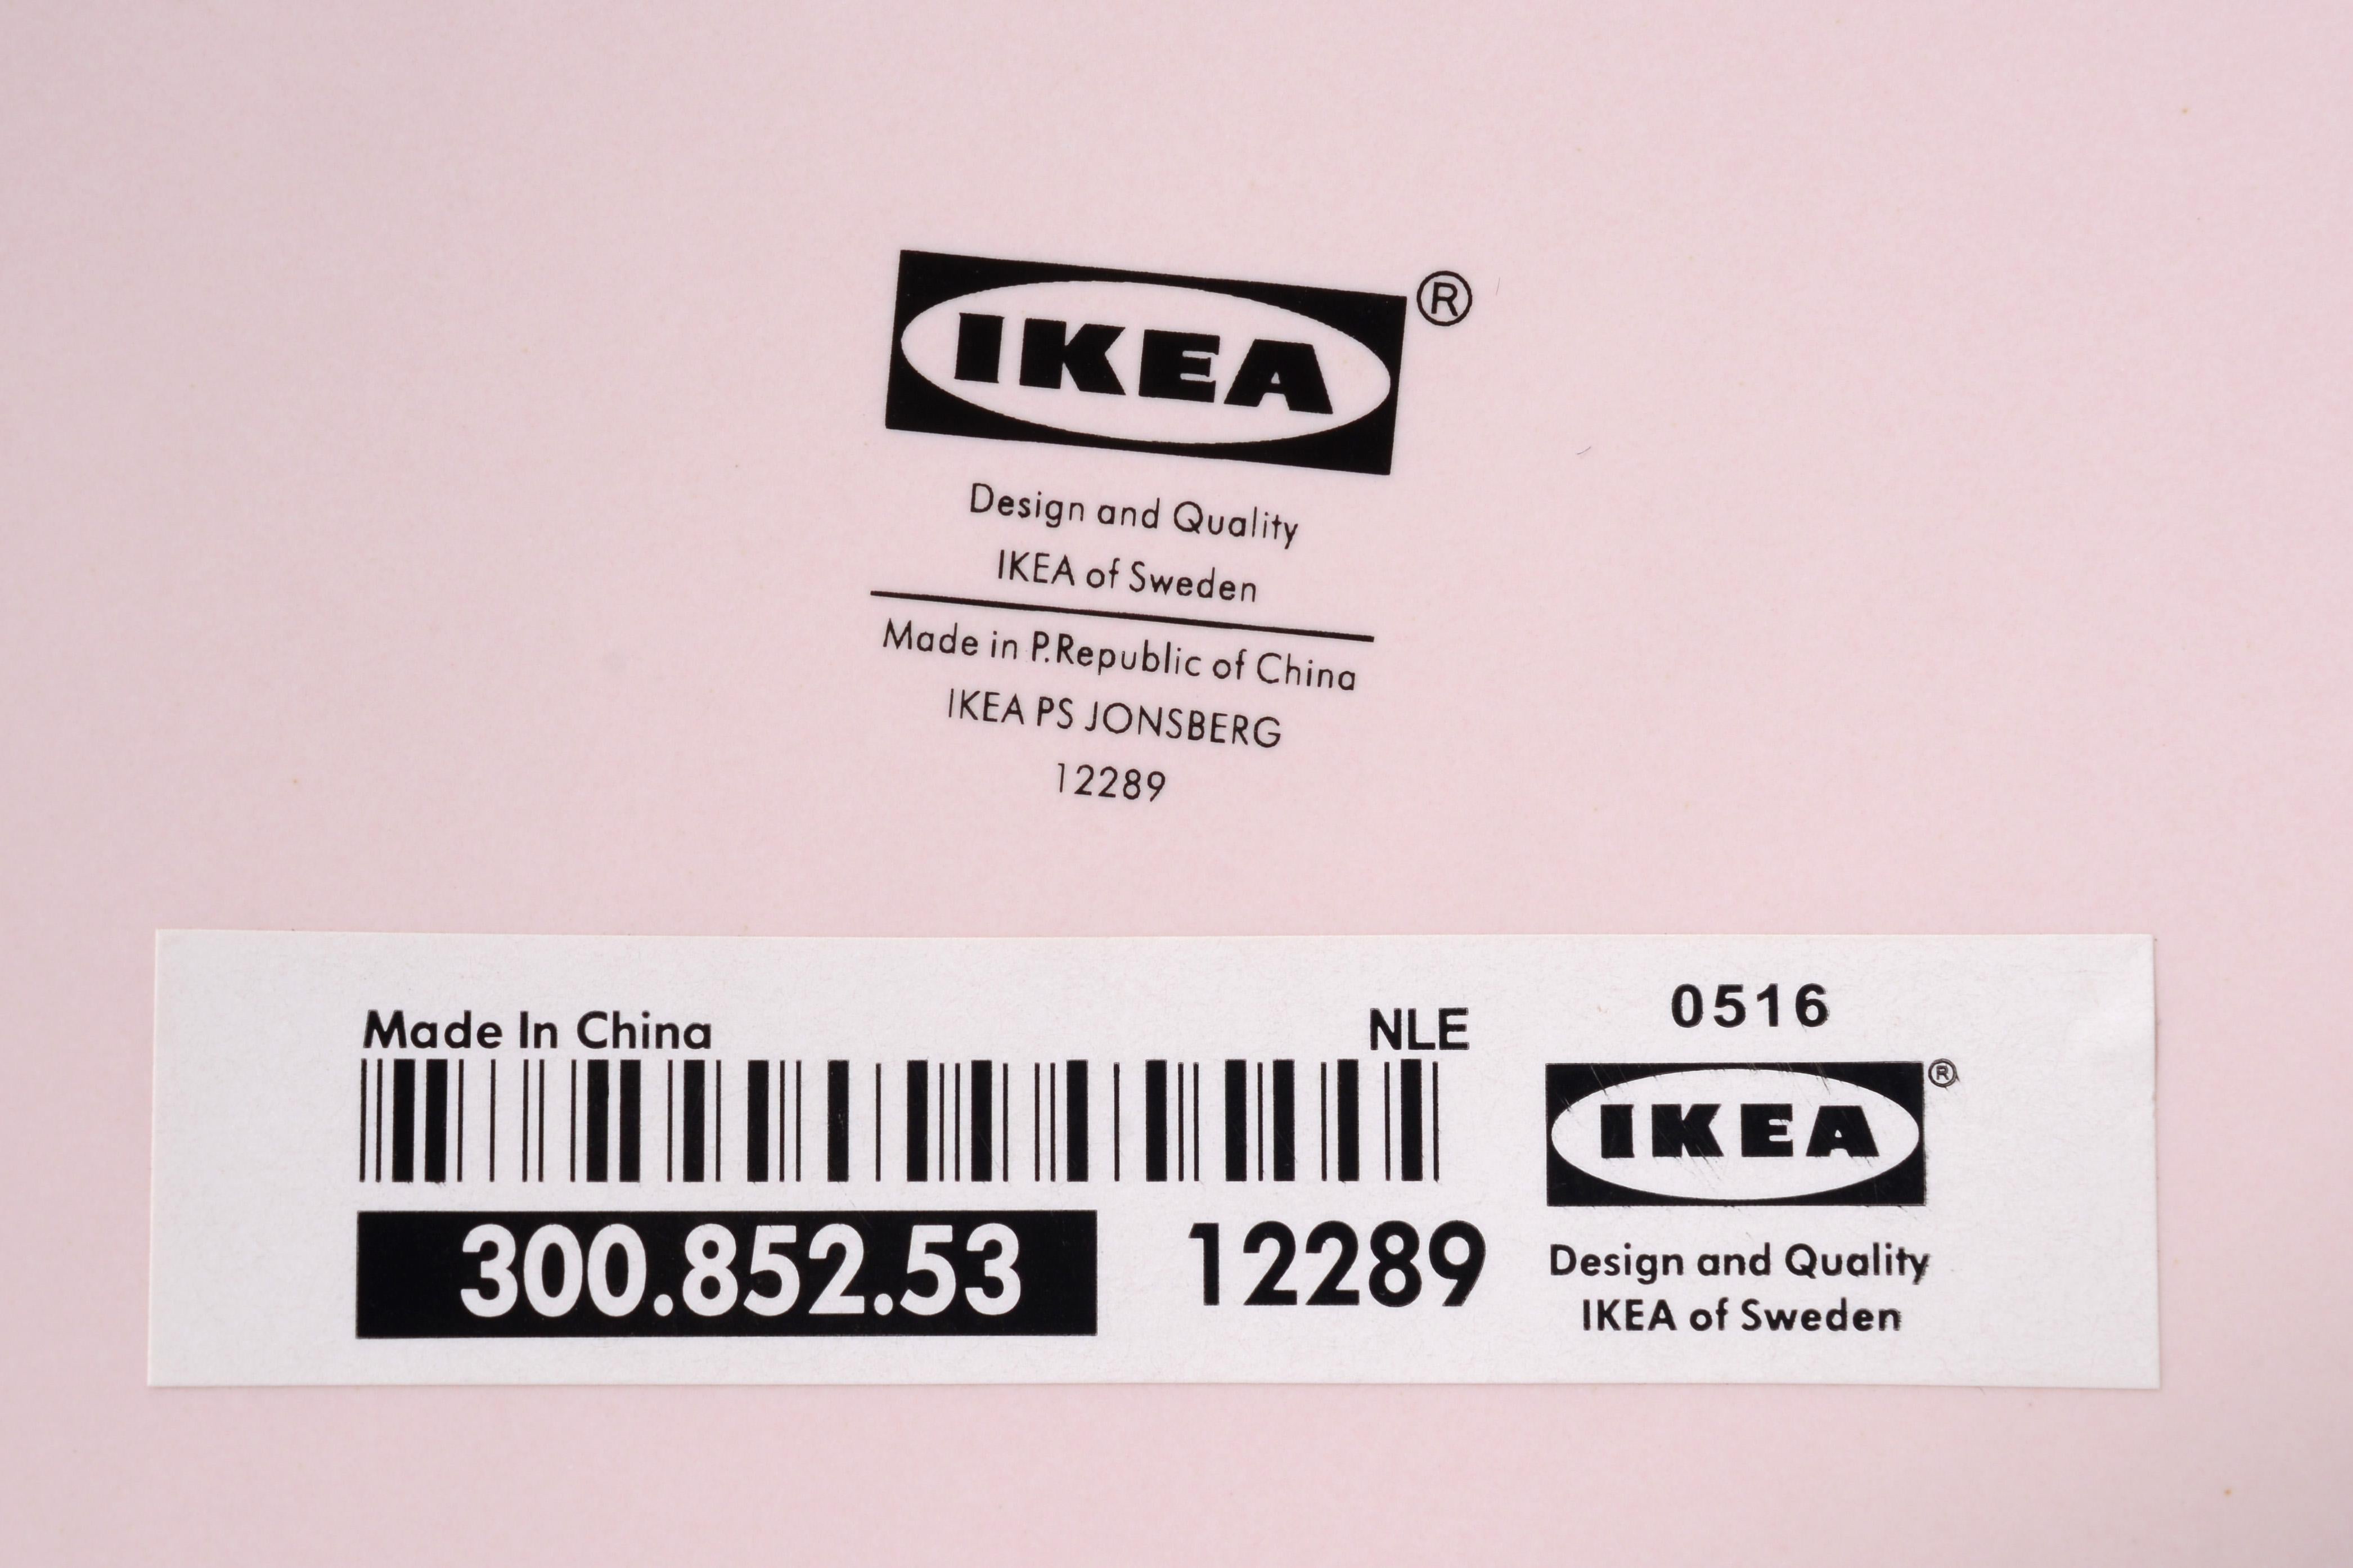 IKEA®
Design and Quality
IKEA of Sweden
Made in P.Republic of China
IKEA PS JONSBERG
12289
0516
Made In China NLE
IKEA®
300.852.53 12289
Design and Quality
IKEA of Sweden